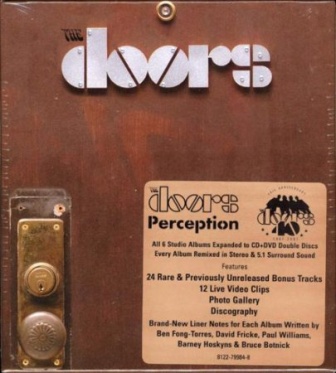 THE
doors
THE
doors
Perception
All 6 Studio Albums Expanded to CD+DVD Double Discs
Every Album Remixed in Stereo & 5.1 Surround Sound
Features
24 Rare & Previously Unreleased Bonus Tracks
12 Live Video Clips
Photo Gallery
Discography
Brand-New Liner Notes for Each Album Written by
Ben Fong-Torres, David Fricke, Paul Williams,
Barney Hoskyns & Bruce Botnick
doors
40